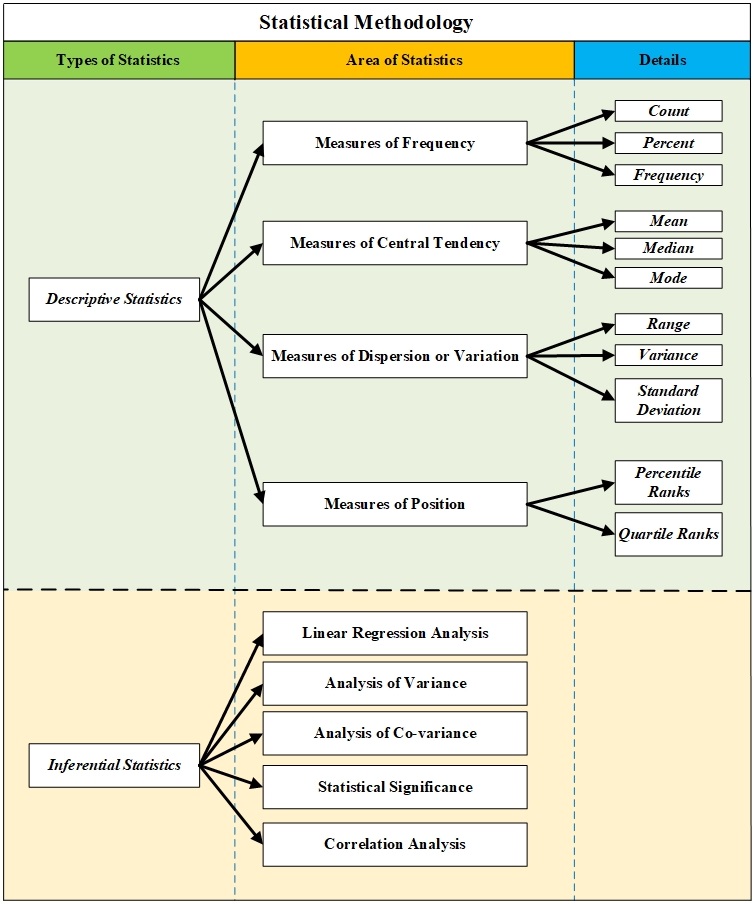 Statistical Methodology
Types of Statistics
Area of Statistics
Details
Descriptive Statistics
Measures of Frequency
Count
Percent
Frequency
Measures of Central Tendency
Mean
Median
Mode
Measures of Dispersion or Variation
Range
Variance
Standard
Deviation
Measures of Position
Percentile
Ranks
Quartile Ranks
Inferential Statistics
Linear Regression Analysis
Analysis of Variance
Analysis of Co-variance
Statistical Significance
Correlation Analysis